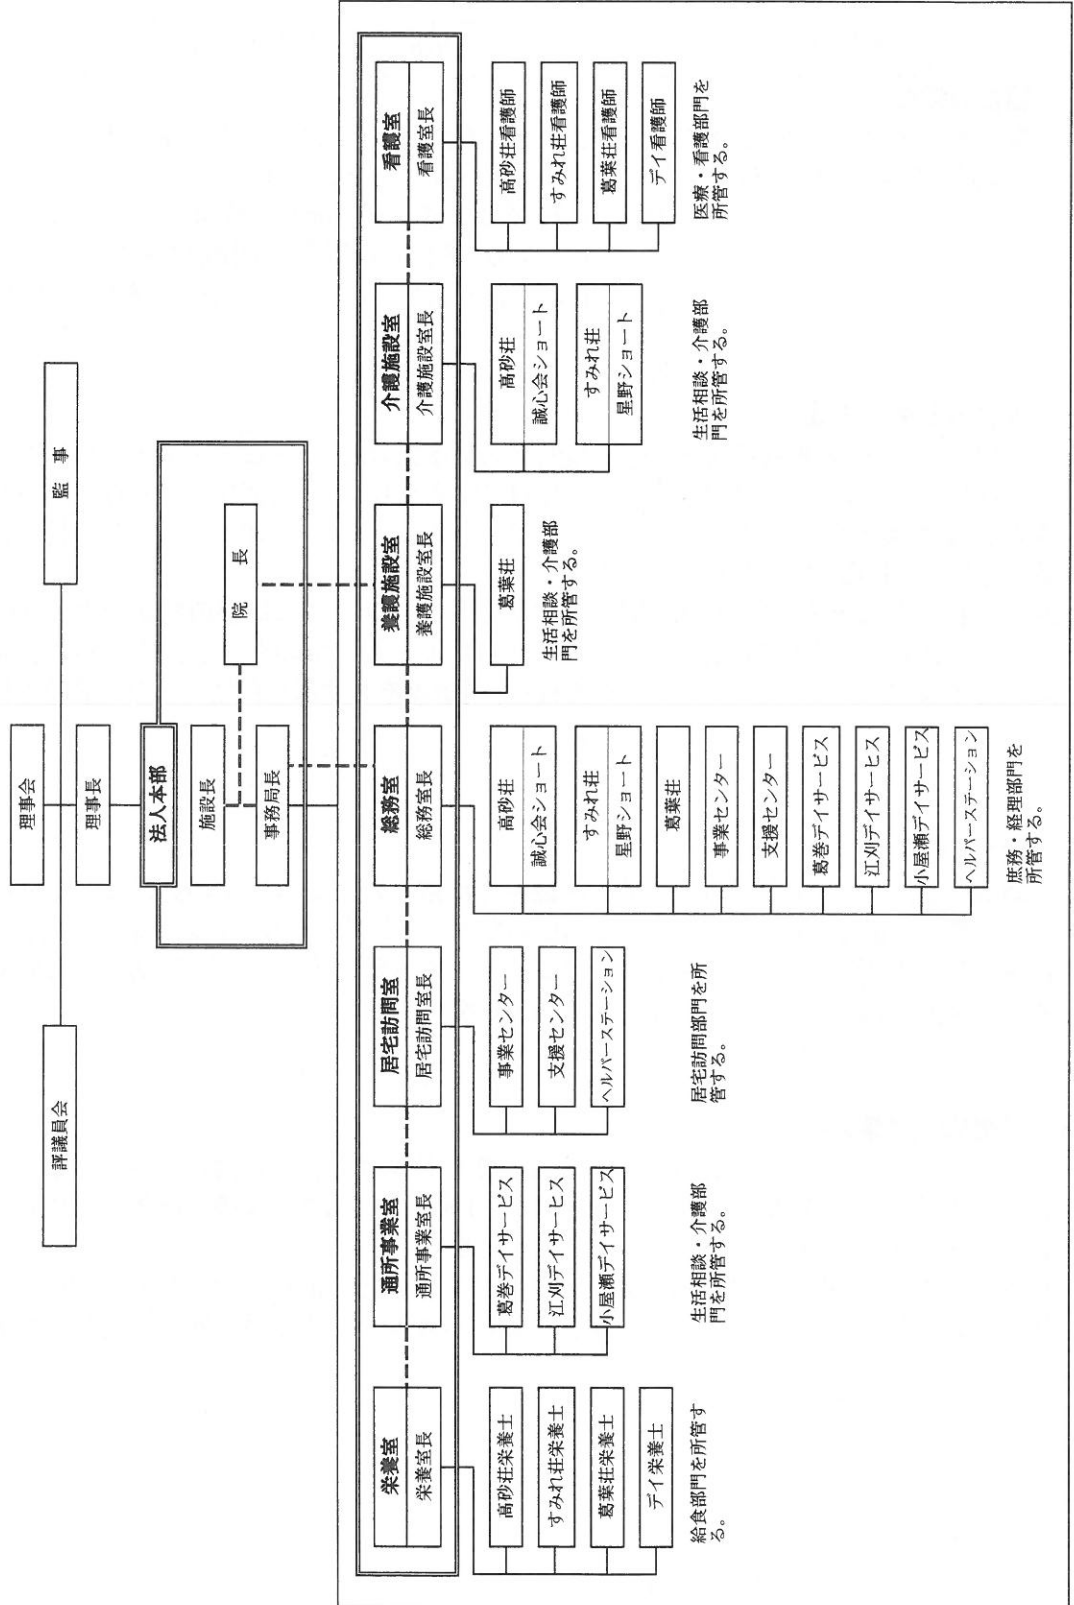 理事会
評議員会
監　事
理事長
法人本部
施設長
院　長
事務局長
栄養室
栄養室長
高砂荘栄養士
すみれ荘栄養士
葛葉荘栄養士
デイ栄養士
給食部門を所管す
る。
通所事業室
通所事業室長
葛巻デイサービス
江刈デイサービス
小屋瀬デイサービス
生活相談・介護部
門を所管する。
居宅訪問室
居宅訪問室長
事業センター
支援センター
ヘルパーステーション
居宅訪問部門を所
管する。
総務室
総務室長
高砂荘
誠心会ショート
すみれ荘
星野ショート
葛葉荘
事業センター
支援センター
葛巻デイサービス
江刈デイサービス
小屋瀬デイサービス
ヘルパーステーション
庶務・経理部門を
所管する。
養護施設室
養護施設室長
葛葉荘
生活相談・介護部
門を所管する。
介護施設室
介護施設室長
高砂荘
誠心会ショート
すみれ荘
星野ショート
生活相談・介護部
門を所管する。
看護室
看護室長
高砂荘看護師
すみれ荘看護師
葛葉荘看護師
デイ看護師
医療・看護部門を
所管する。